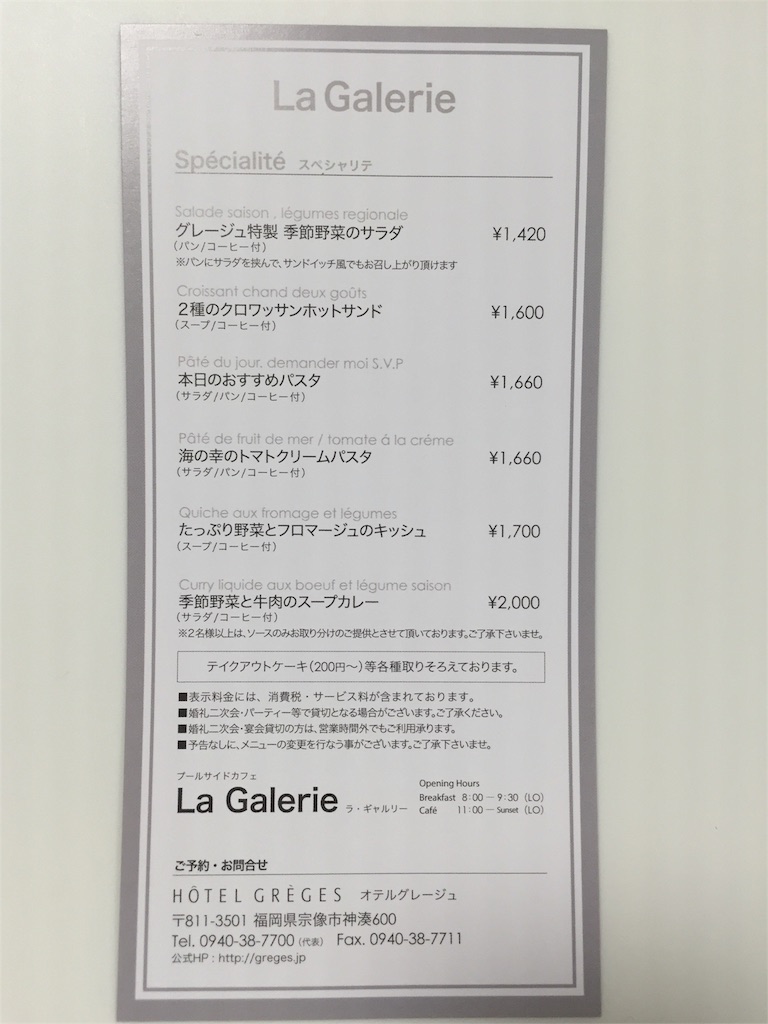 La Galerie
Spécialité スペシャリテ
Salade saison , légumes regionale
グレージュ特製 季節野菜のサラダ ¥1,420
(パン/コーヒー付)
※パンにサラダを挟んで、サンドイッチ風でもお召し上がり頂けます
Croissant chand deux goûts
2種のクロワッサンホットサンド ¥1,600
(スープ/コーヒー付)
Pâté du jour. demander moi S.V.P
本日のおすすめパスタ ¥1,660
(サラダ/パン/コーヒー付)
Pâté de fruit de mer / tomate á la créme
海の幸のトマトクリームパスタ ¥1,660
(サラダ/パン/コーヒー付)
Quiche aux fromage et légumes
たっぷり野菜とフロマージュのキッシュ ¥1,700
(スープ/コーヒー付)
Curry liquide aux boeuf et légume saison
季節野菜と牛肉のスープカレー ¥2,000
(サラダ/コーヒー付)
※2名様以上は、ソースのみお取り分けのご提供とさせて頂いております。ご了承下さいませ。
テイクアウトケーキ(200円〜)等各種取りそろえております。
■表示料金には、消費税・サービス料が含まれております。
■婚礼二次会・パーティー等で貸切となる場合がございます。ご了承ください。
■婚礼二次会・宴会貸切の方は、営業時間外でもご利用承ります。
■予告なしに、メニューの変更を行なう事がございます。ご了承下さいませ。
プールサイドカフェ
La Galerie ラ・ギャルリー
Opening Hours
Breakfast 8:00 — 9:30 (LO)
Café 11:00 — Sunset (LO)
ご予約・お問合せ
HÔTEL GRÈGES オテルグレージュ
〒811-3501 福岡県宗像市神湊600
Tel. 0940-38-7700 (代表) Fax. 0940-38-7711
公式HP : http://greges.jp